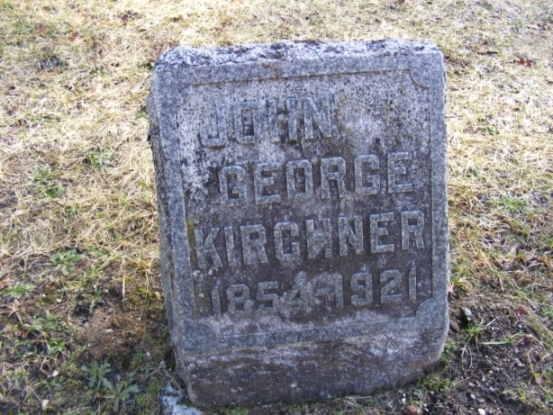 JOHN
GEORGE
KIRCHNER
1854-1921